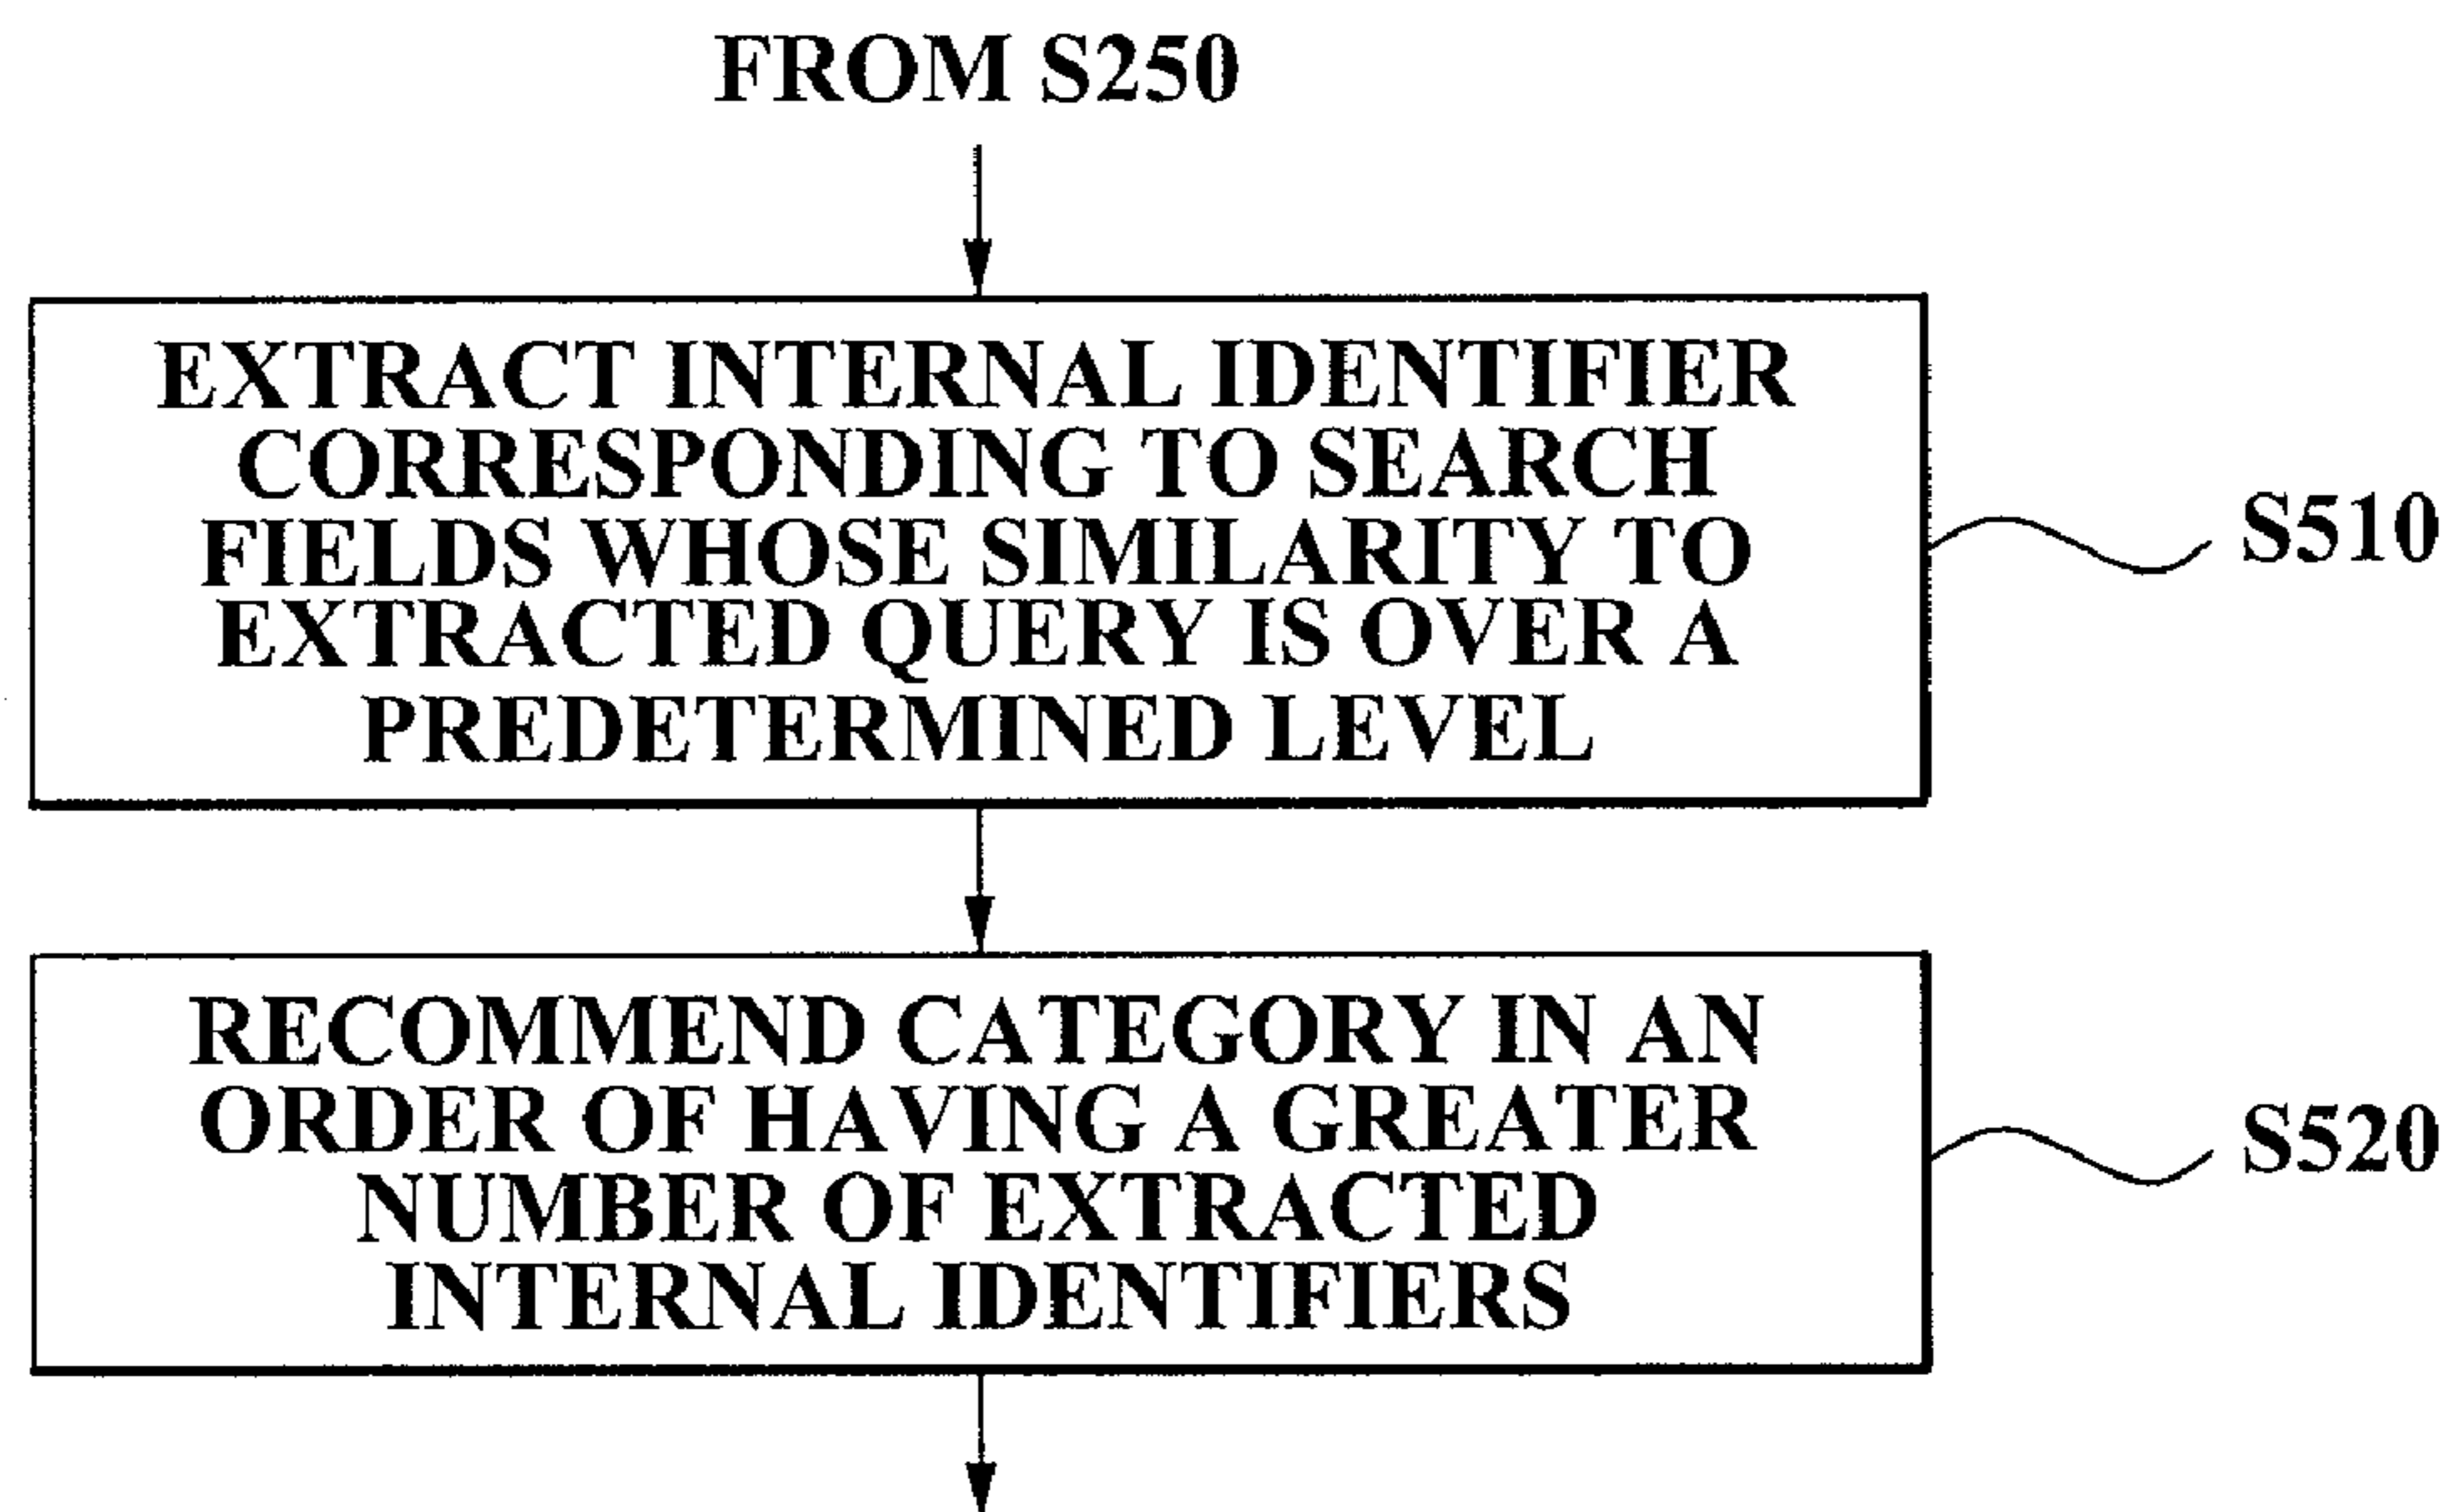 FROM S250
EXTRACT INTERNAL IDENTIFIER
CORRESPONDING TO SEARCH
FIELDS WHOSE SIMILARITY TO
EXTRACTED QUERY IS OVER A
PREDETERMINED LEVEL
S510
RECOMMEND CATEGORY IN AN
ORDER OF HAVING A GREATER
NUMBER OF EXTRACTED
INTERNAL IDENTIFIERS
S520